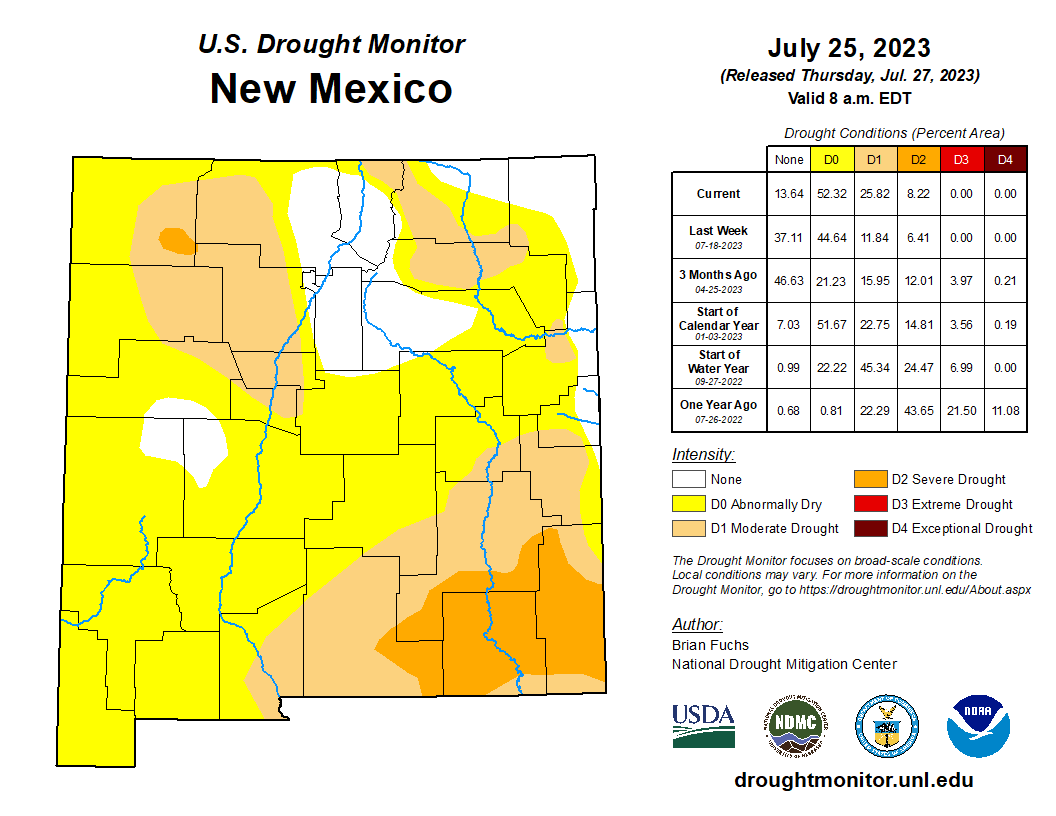 U.S. Drought Monitor
New Mexico
July 25, 2023
(Released Thursday, Jul. 27, 2023)
Valid 8 a.m. EDT
Drought Conditions (Percent Area)
None D0 D1 D2 D3 D4
Current 13.64 52.32 25.82 8.22 0.00 0.00
Last Week
07-18-2023
37.11 44.64 11.84 6.41 0.00 0.00
3 Months Ago
04-25-2023
46.63 21.23 15.95 12.01 3.97 0.21
Start of
Calendar Year
01-03-2023
7.03 51.67 22.75 14.81 3.56 0.19
Start of
Water Year
09-27-2022
0.99 22.22 45.34 24.47 6.99 0.00
One Year Ago
07-26-2022
0.68 0.81 22.29 43.65 21.50 11.08
Intensity:
None
D0 Abnormally Dry
D1 Moderate Drought
D2 Severe Drought
D3 Extreme Drought
D4 Exceptional Drought
The Drought Monitor focuses on broad-scale conditions.
Local conditions may vary. For more information on the
Drought Monitor, go to https://droughtmonitor.unl.edu/About.aspx
Author:
Brian Fuchs
National Drought Mitigation Center
USDA
NDMC
NOAA
droughtmonitor.unl.edu